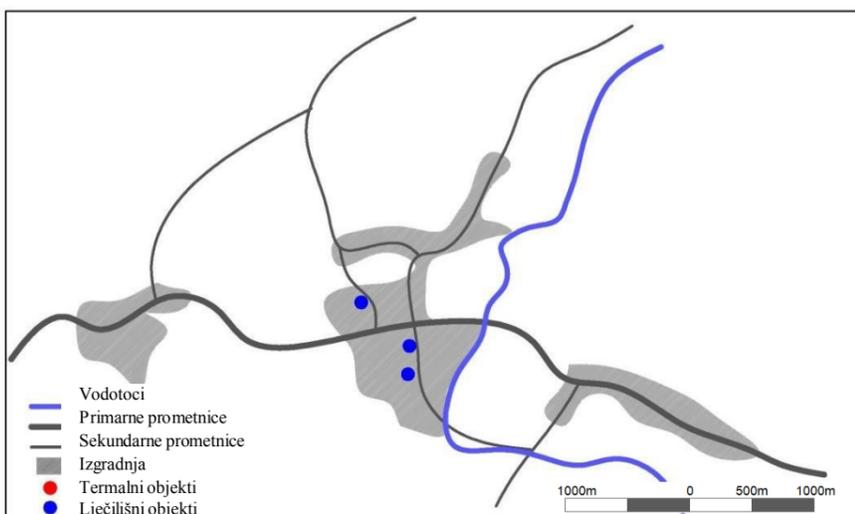 Vodotoci
Primarne prometnice
Sekundarne prometnice
Izgradnja
Termalni objekti
Lječilišni objekti
1000m 0 500m 1000m